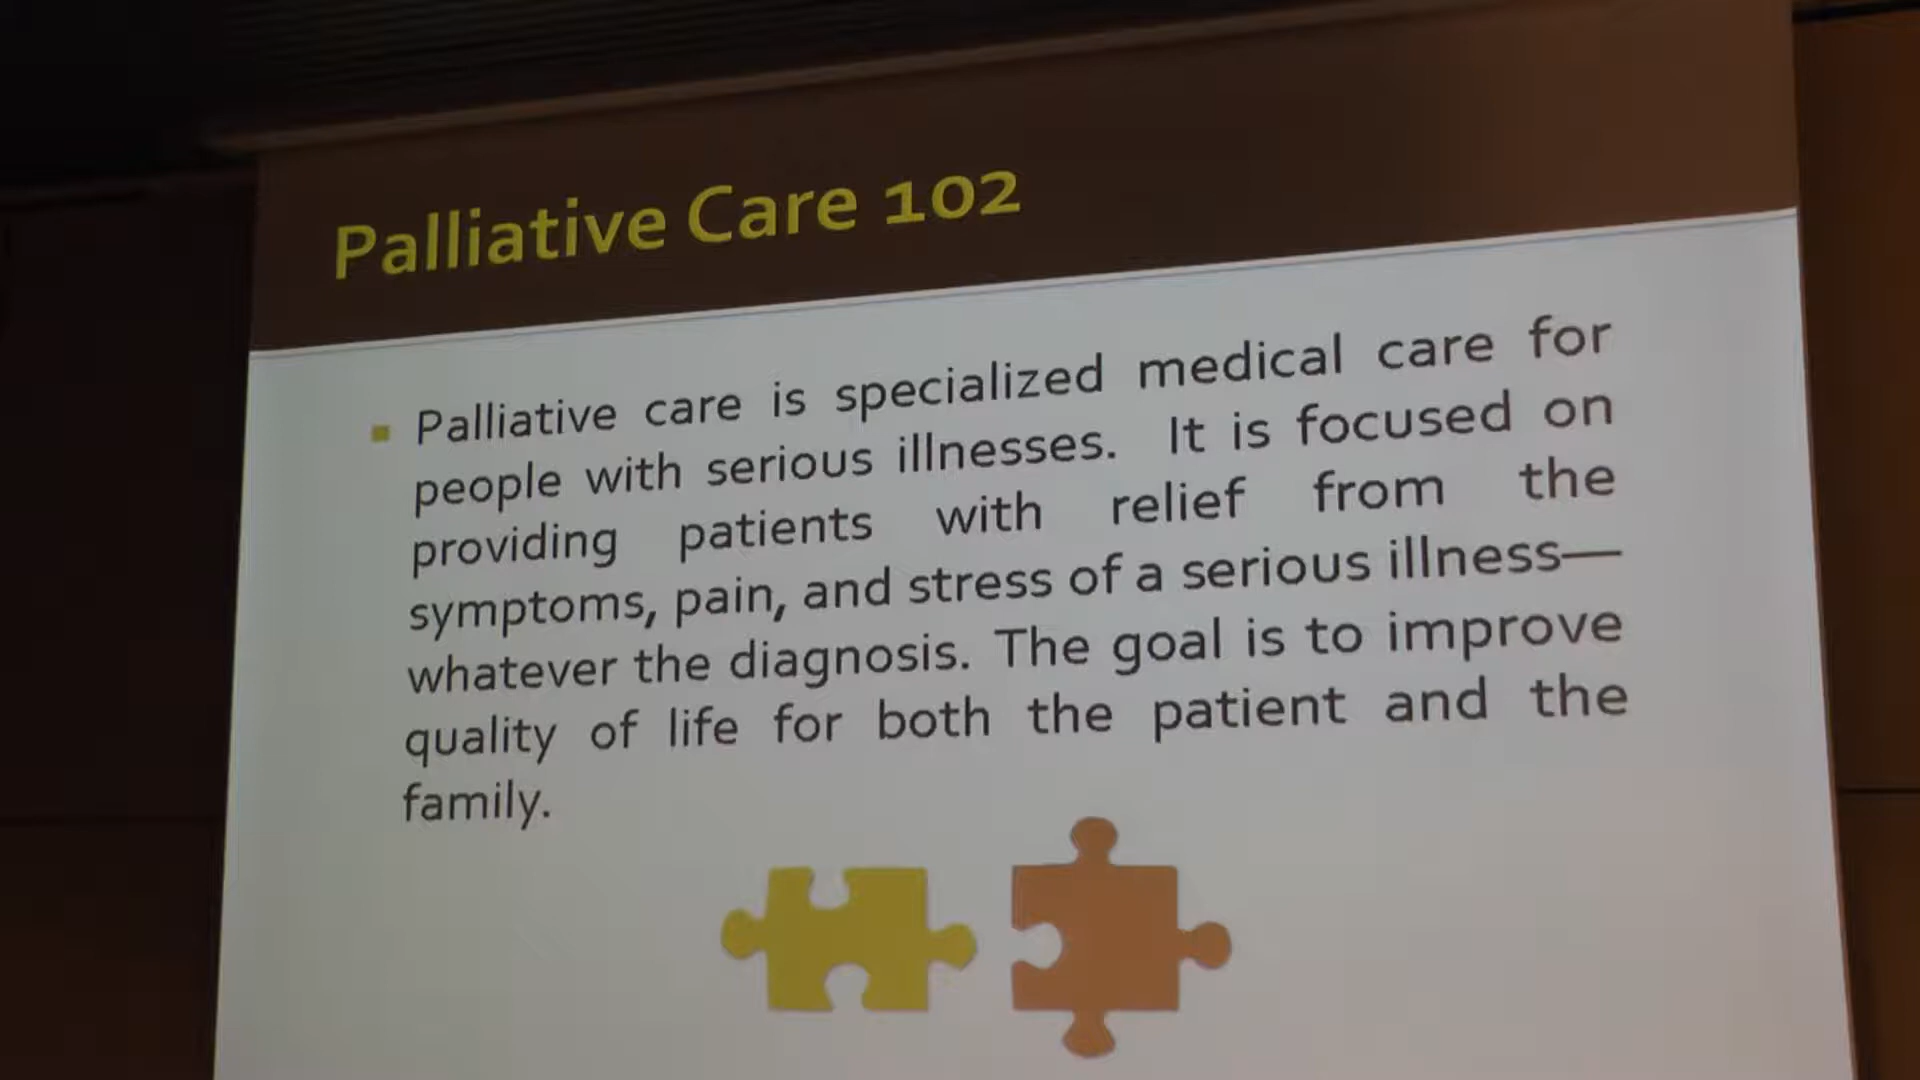 Palliative Care 102
Palliative care is specialized medical care for
people with serious illnesses. It is focused on
providing patients with relief from the
symptoms, pain, and stress of a serious illness—
whatever the diagnosis. The goal is to improve
quality of life for both the patient and the
family.